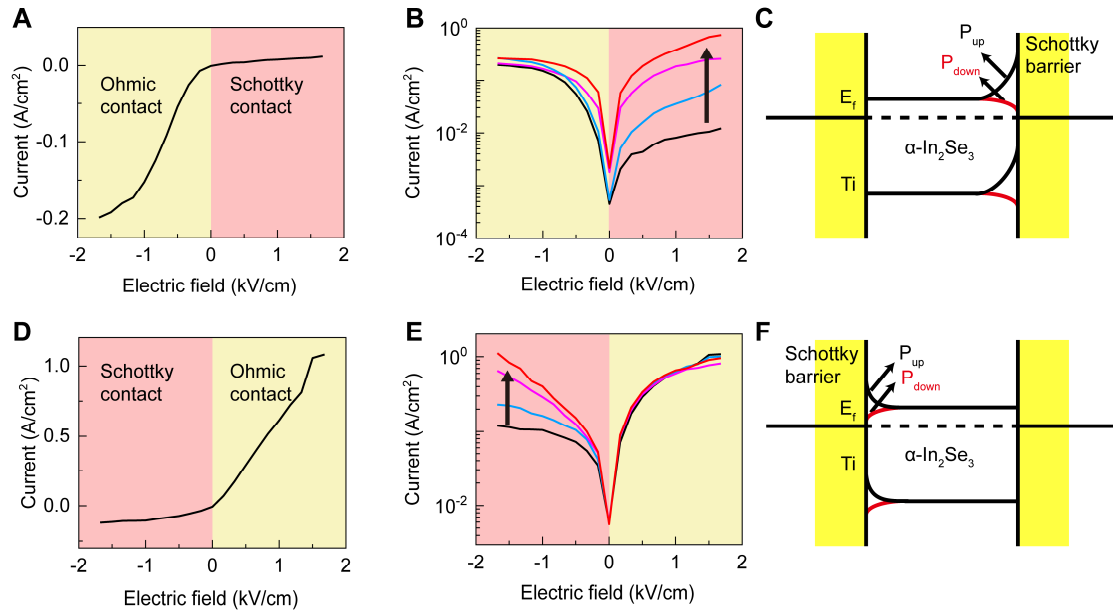 A
Current (A/cm²)
0.0
-0.1
-0.2
Ohmic
contact
Schottky
contact
-2 -1 0 1 2
Electric field (kV/cm)
B
Current (A/cm²)
10⁰
10⁻²
10⁻⁴
-2 -1 0 1 2
Electric field (kV/cm)
C
P_up
P_down
Schottky
barrier
E_f
α-In₂Se₃
Ti
D
Current (A/cm²)
1.0
0.5
0.0
Schottky
contact
Ohmic
contact
-2 -1 0 1 2
Electric field (kV/cm)
E
Current (A/cm²)
10⁰
10⁻²
-2 -1 0 1 2
Electric field (kV/cm)
F
Schottky
barrier
P_up
P_down
E_f
Ti
α-In₂Se₃